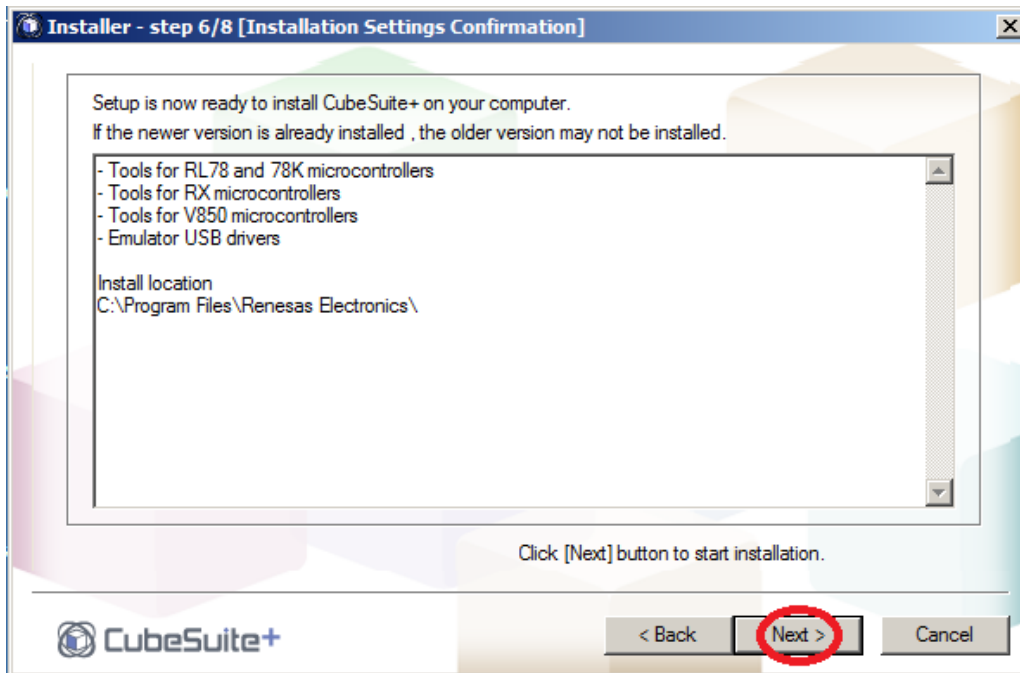 Installer - step 6/8 [Installation Settings Confirmation]
Setup is now ready to install CubeSuite+ on your computer.
If the newer version is already installed , the older version may not be installed.
- Tools for RL78 and 78K microcontrollers
- Tools for RX microcontrollers
- Tools for V850 microcontrollers
- Emulator USB drivers
Install location
C:\Program Files\Renesas Electronics\
Click [Next] button to start installation.
CubeSuite+
< Back
Next >
Cancel